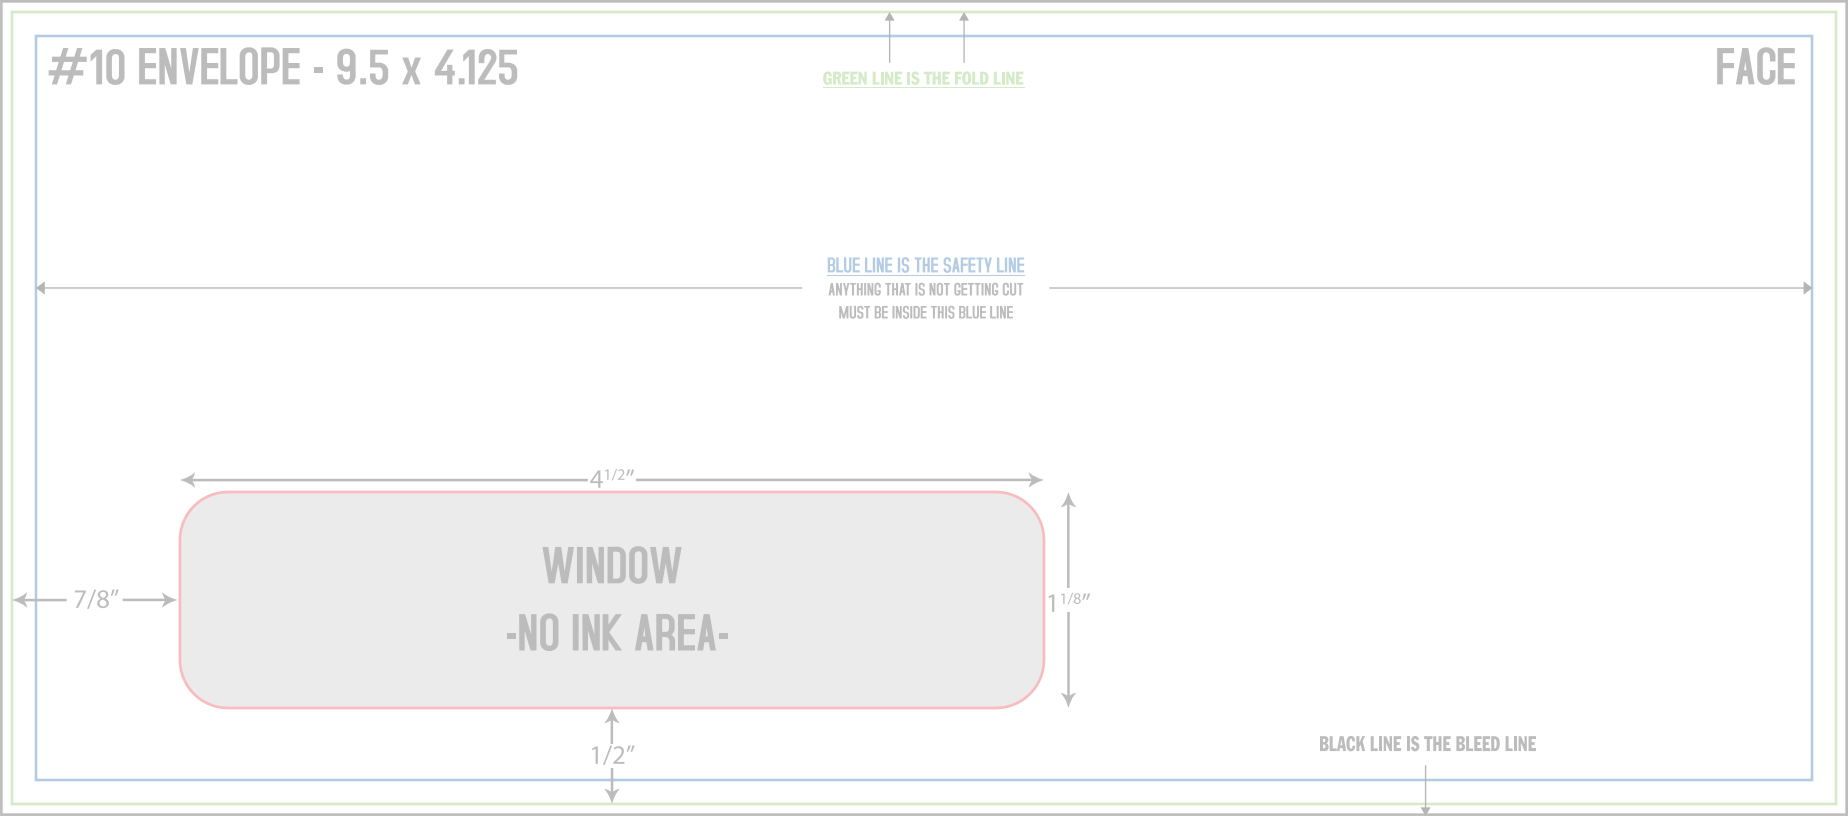 #10 ENVELOPE - 9.5 x 4.125
FACE
GREEN LINE IS THE FOLD LINE
BLUE LINE IS THE SAFETY LINE
ANYTHING THAT IS NOT GETTING CUT
MUST BE INSIDE THIS BLUE LINE
4 1/2"
WINDOW
-NO INK AREA-
7/8"
1 1/8"
1/2"
BLACK LINE IS THE BLEED LINE